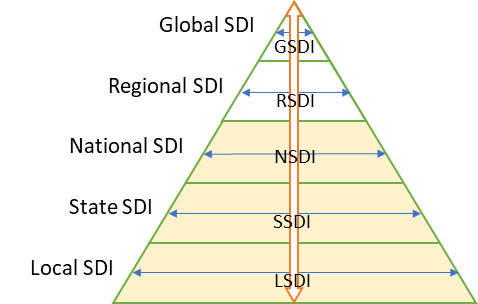 Global SDI
GSDI
Regional SDI
RSDI
National SDI
NSDI
State SDI
SSDI
Local SDI
LSDI